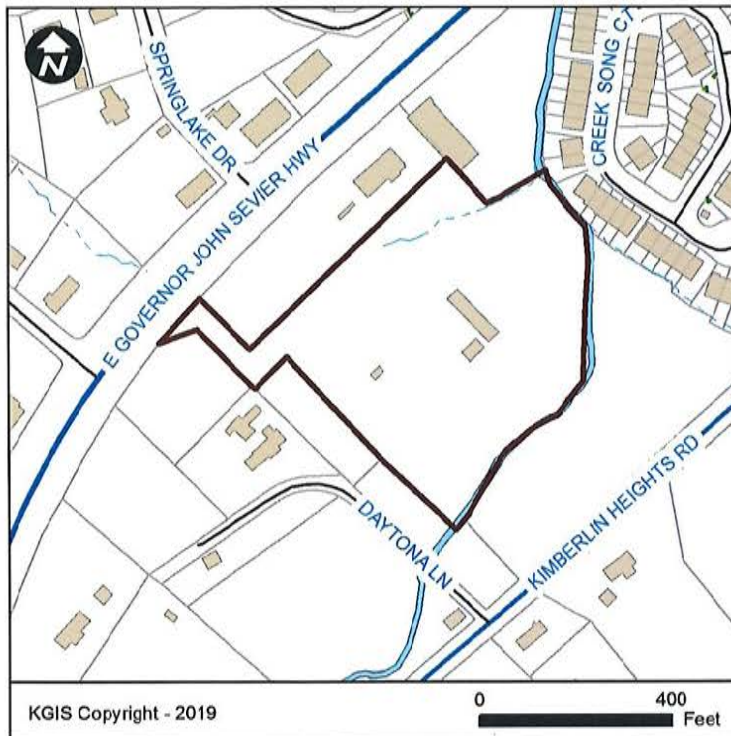 N
SPRINGLAKE DR
E GOVERNOR JOHN SEVIER HWY
CREEK SONG CT
DAYTONA LN
KIMBERLIN HEIGHTS RD
KGIS Copyright - 2019
0 400
Feet